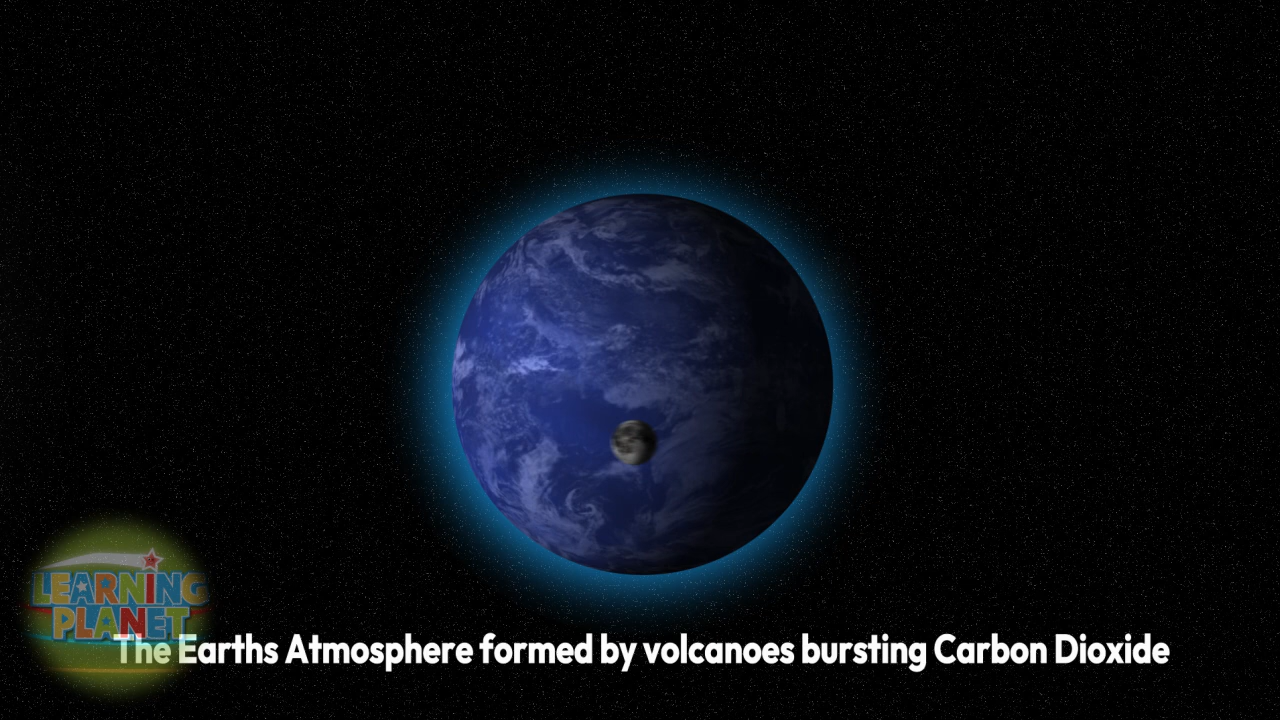 LEARNING
PLANET
The Earths Atmosphere formed by volcanoes bursting Carbon Dioxide